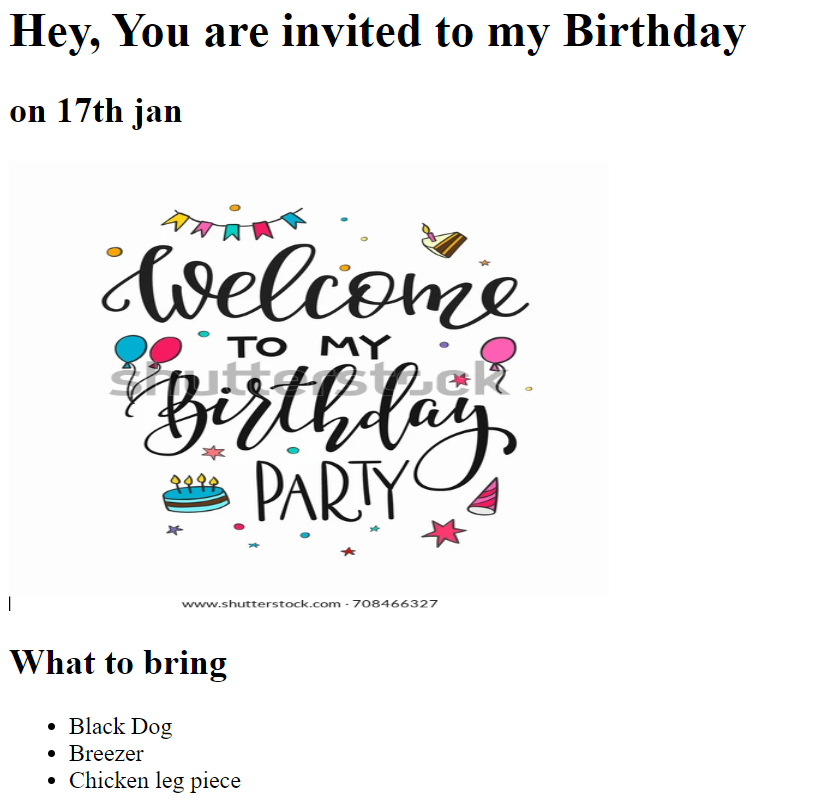 Hey, You are invited to my Birthday
on 17th jan
Welcome
TO MY
shutterstock
Birthday
PARTY
www.shutterstock.com · 708466327
What to bring
• Black Dog
• Breezer
• Chicken leg piece